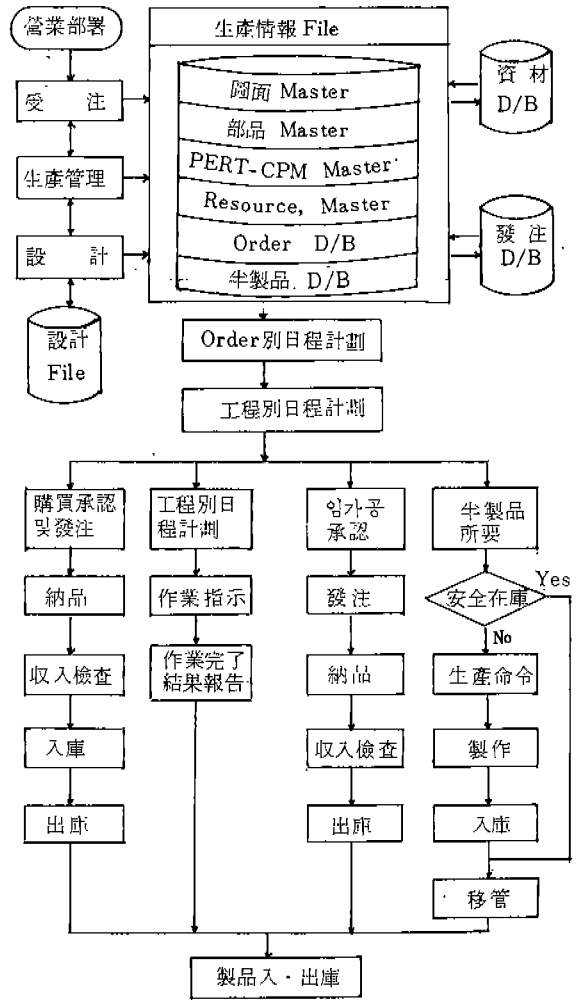 營業部署
受 注
生產管理
設 計
設計
File
生產情報 File
圖面 Master
部品 Master
PERT-CPM Master
Resource, Master
Order D/B
半製品 D/B
資材
D/B
發注
D/B
Order別日程計劃
工程別日程計劃
購買承認
및發注
納品
収入檢査
入庫
出庫
工程別日
程計劃
作業指示
作業完了
結果報告
임가공
承認
發注
納品
収入檢査
出庫
半製品
所要
安全在庫
Yes
No
生產命令
製作
入庫
移管
製品入·出庫